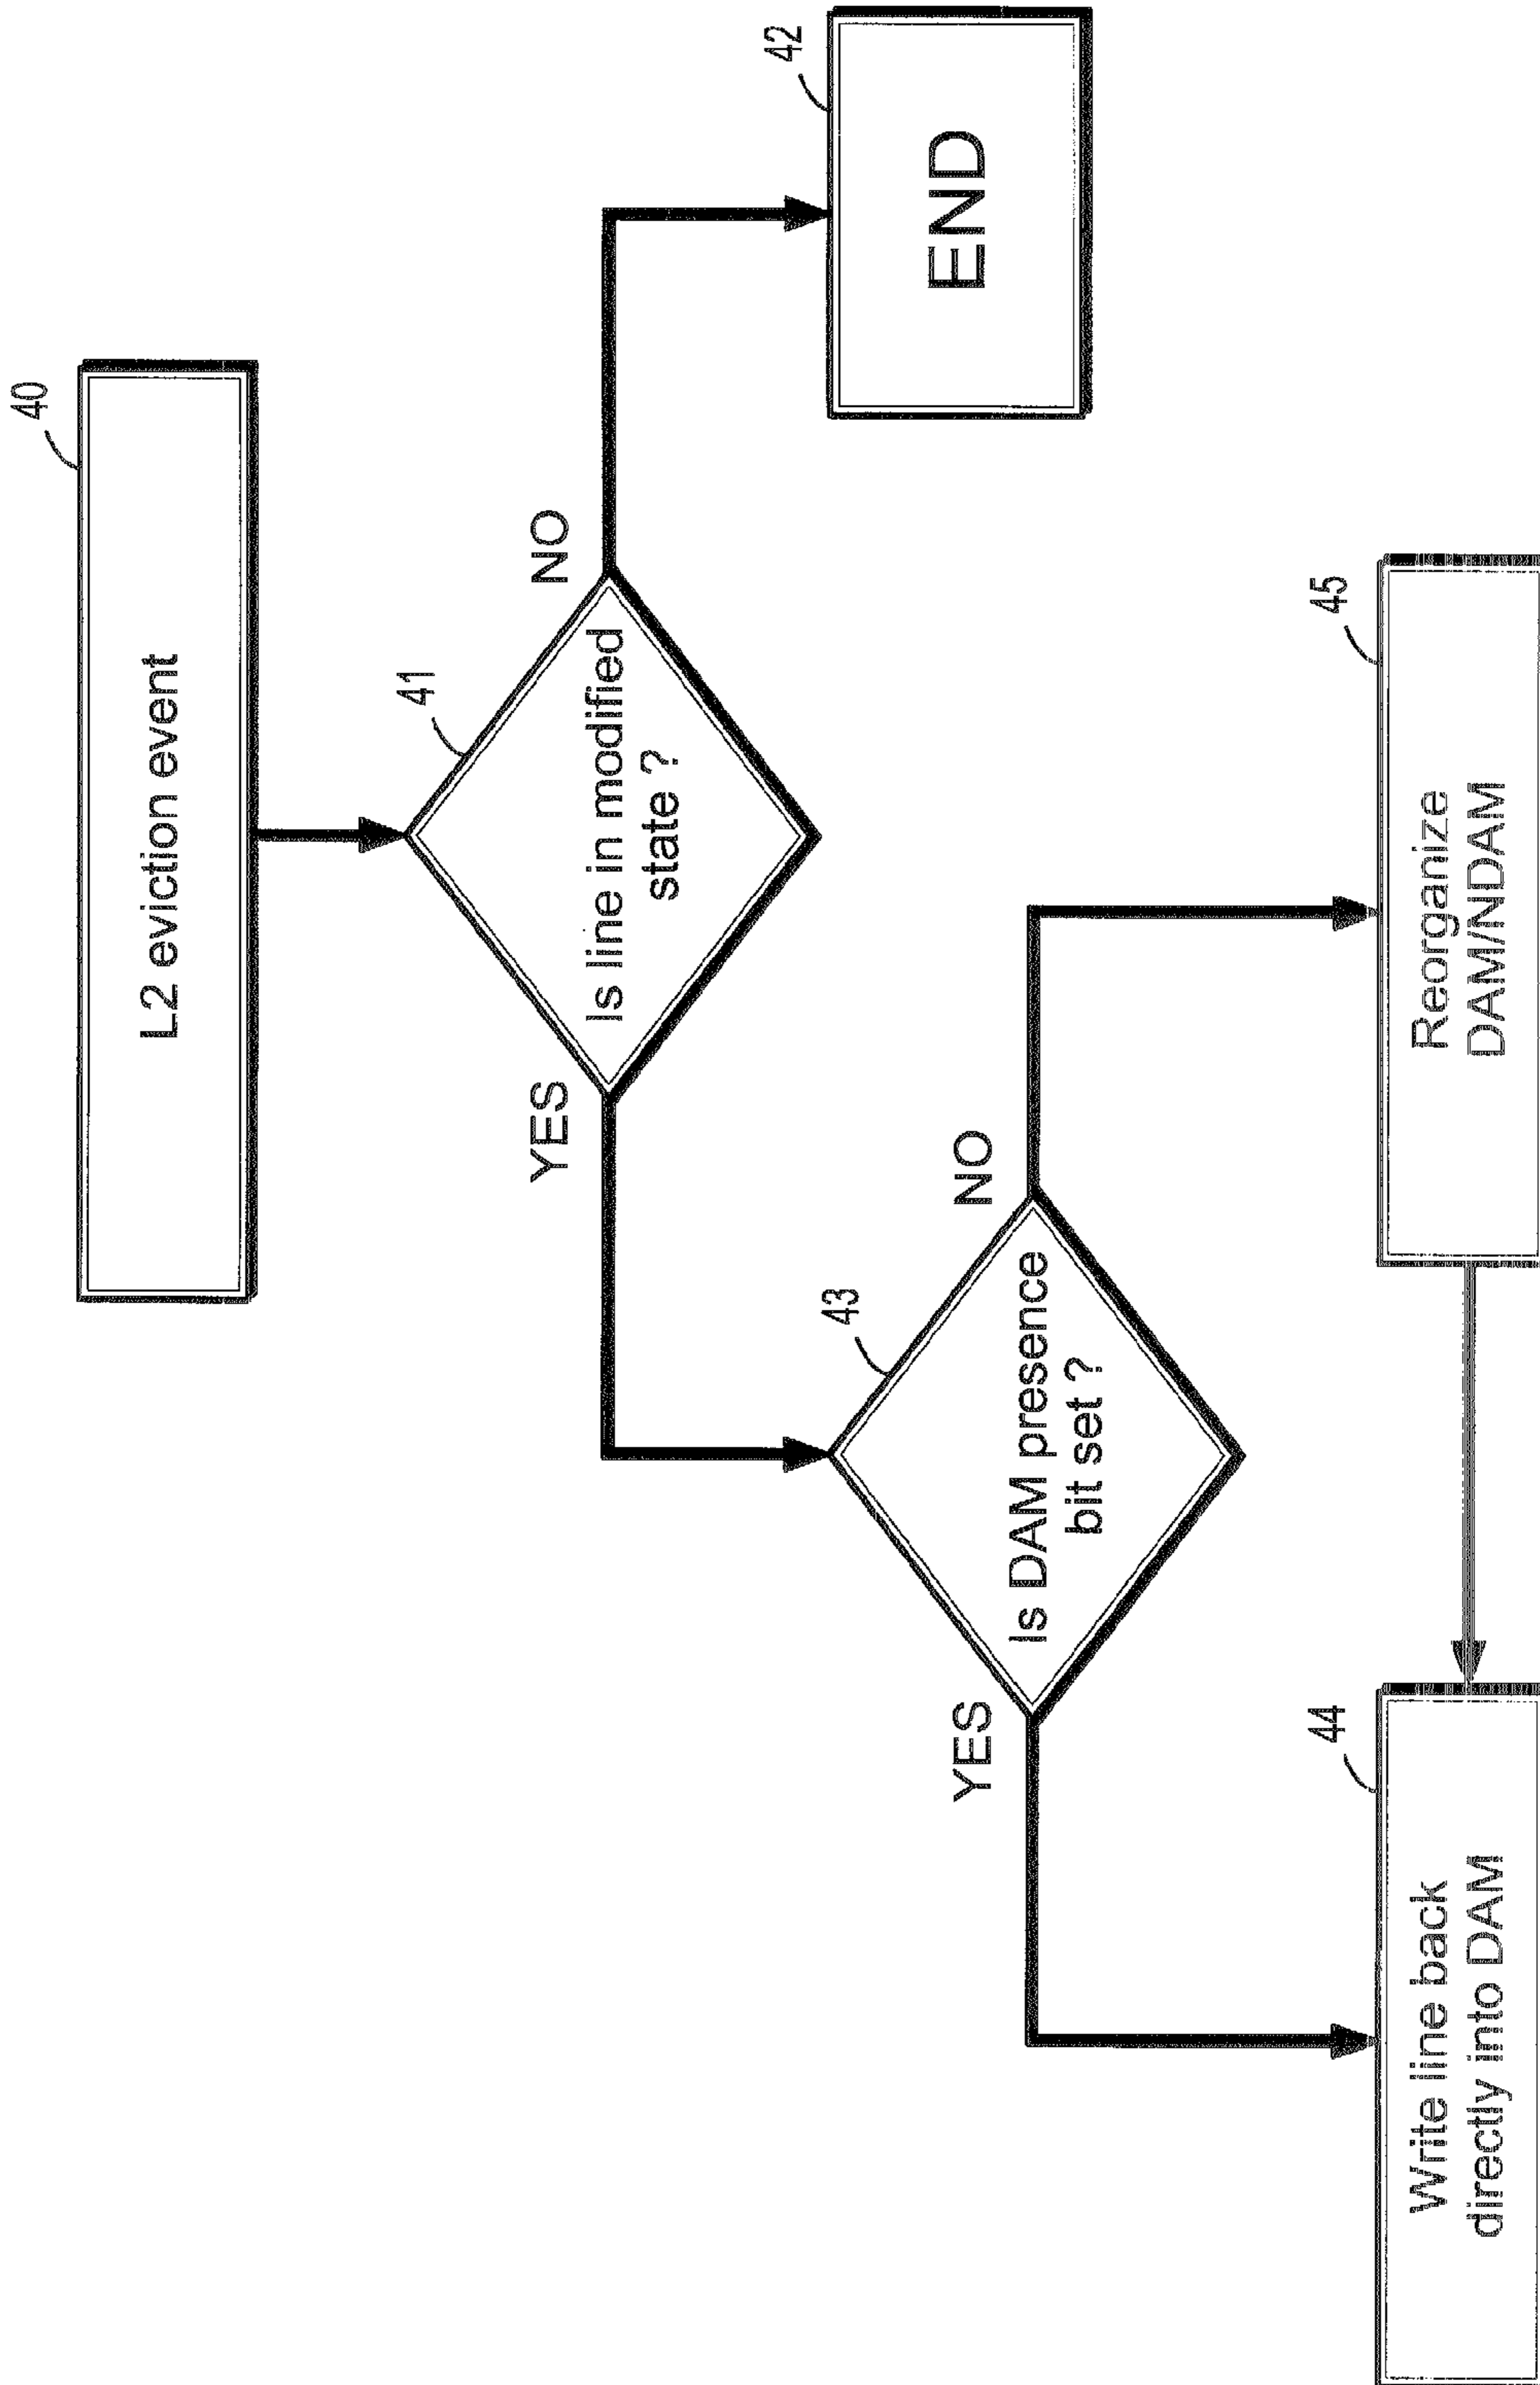 40
L2 eviction event
41
Is line in modified
state ?
YES
NO
42
END
43
Is DAM presence
bit set ?
YES
NO
44
Write line back
directly into DAM
45
Reorganize
DAM/NDAM